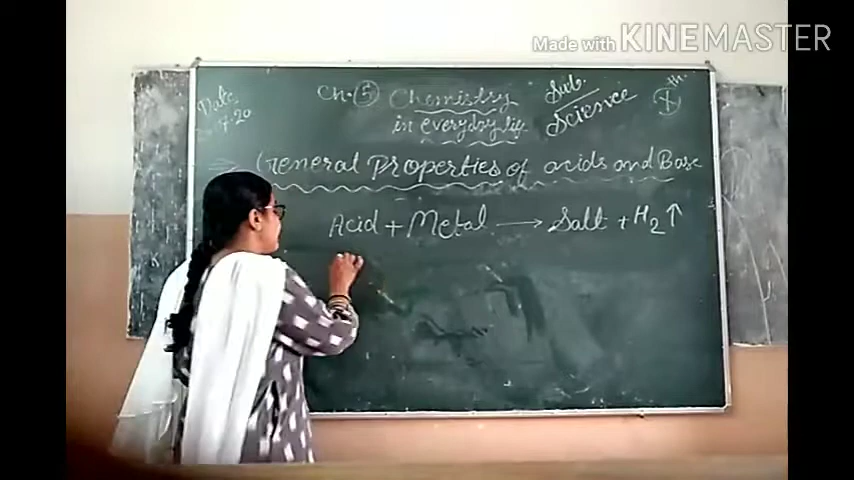 Made with KINEMASTER
Date
7.20
Ch. 5 Chemistry
in everyday life
Sub.
Science
X th
⇒ General Properties of acids and Base
Acid + Metal → Salt + H2↑